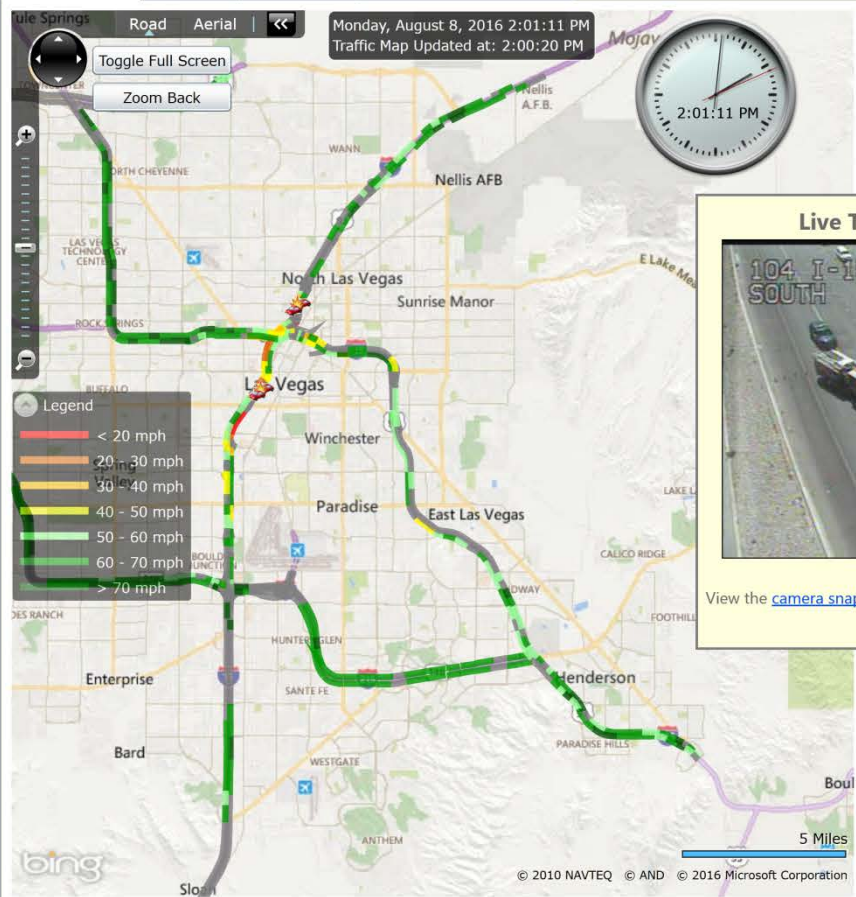 ule Springs
Road Aerial
Monday, August 8, 2016 2:01:11 PM
Traffic Map Updated at: 2:00:20 PM
Mojav
Toggle Full Screen
Zoom Back
Nellis
A.F.B.
2:01:11 PM
WANN
ORTH CHEYENNE
Nellis AFB
Live T
LAS VEGAS
TECHNOLOGY
CENTER
E Lake Mea
104 I-1
SOUTH
North Las Vegas
Sunrise Manor
ROCK SPRINGS
BUFFALO
Las Vegas
Legend
< 20 mph
20 - 30 mph
30 - 40 mph
40 - 50 mph
50 - 60 mph
60 - 70 mph
> 70 mph
Spring
Valley
Winchester
Paradise
East Las Vegas
LAKE L
CALICO RIDGE
BOULD
JUNCTION
DWAY
View the camera snap
DES RANCH
FOOTHILL
HUNTER GLEN
Enterprise
SANTE FE
Henderson
Bard
PARADISE HILLS
WESTGATE
Boul
ANTHEM
5 Miles
bing
© 2010 NAVTEQ © AND © 2016 Microsoft Corporation
Sloan